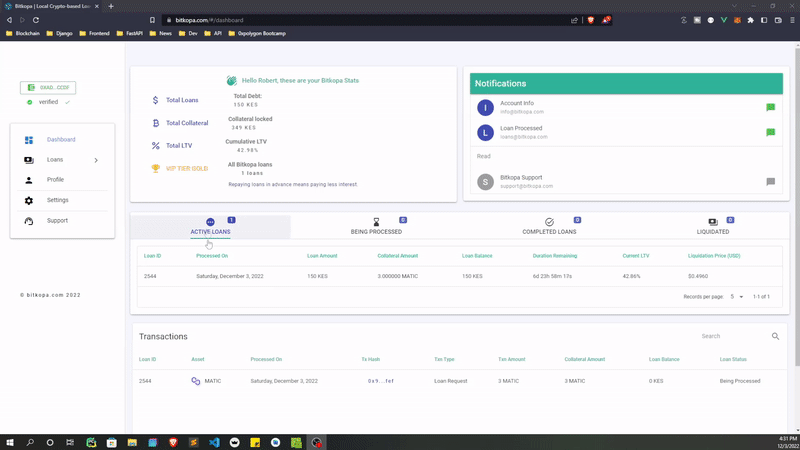 Bitkopa | Local Crypto-based Loa
bitkopa.com/#/dashboard
Blockchain
Django
Frontend
FastAPI
News
Dev
API
0xpolygon Bootcamp
verified
Dashboard
Loans
Profile
Settings
Support
© bitkopa.com 2022
Hello Robert, these are your Bitkopa Stats
Total Loans
Total Collateral
Total LTV
Total Debt:
150 KES
Collateral locked
349 KES
Cumulative LTV
42.98%
All Bitkopa loans
1 loans
Repaying loans in advance means paying less interest
Notifications
I
Account Info
info@bitkopa.com
L
Loan Processed
loans@bitkopa.com
Read
S
Bitkopa Support
support@bitkopa.com
1
ACTIVE LOANS
0
BEING PROCESSED
0
COMPLETED LOANS
0
LIQUIDATED
Loan ID Processed On Loan Amount Collateral Amount Loan Balance Duration Remaining Current LTV Liquidation Price (USD)
2544 Saturday, December 3, 2022 150 KES 3.000000 MATIC 150 KES 6d 23h 58m 17s 42.86% $0.4960
Records per page: 5 1-1 of 1
Transactions
Search
Loan ID Asset Processed On Tx Hash Txn Type Txn Amount Collateral Amount Loan Balance Loan Status
2544 MATIC Saturday, December 3, 2022 Loan Request 3 MATIC 3 MATIC 0 KES Being Processed
4:31 PM
12/3/2022